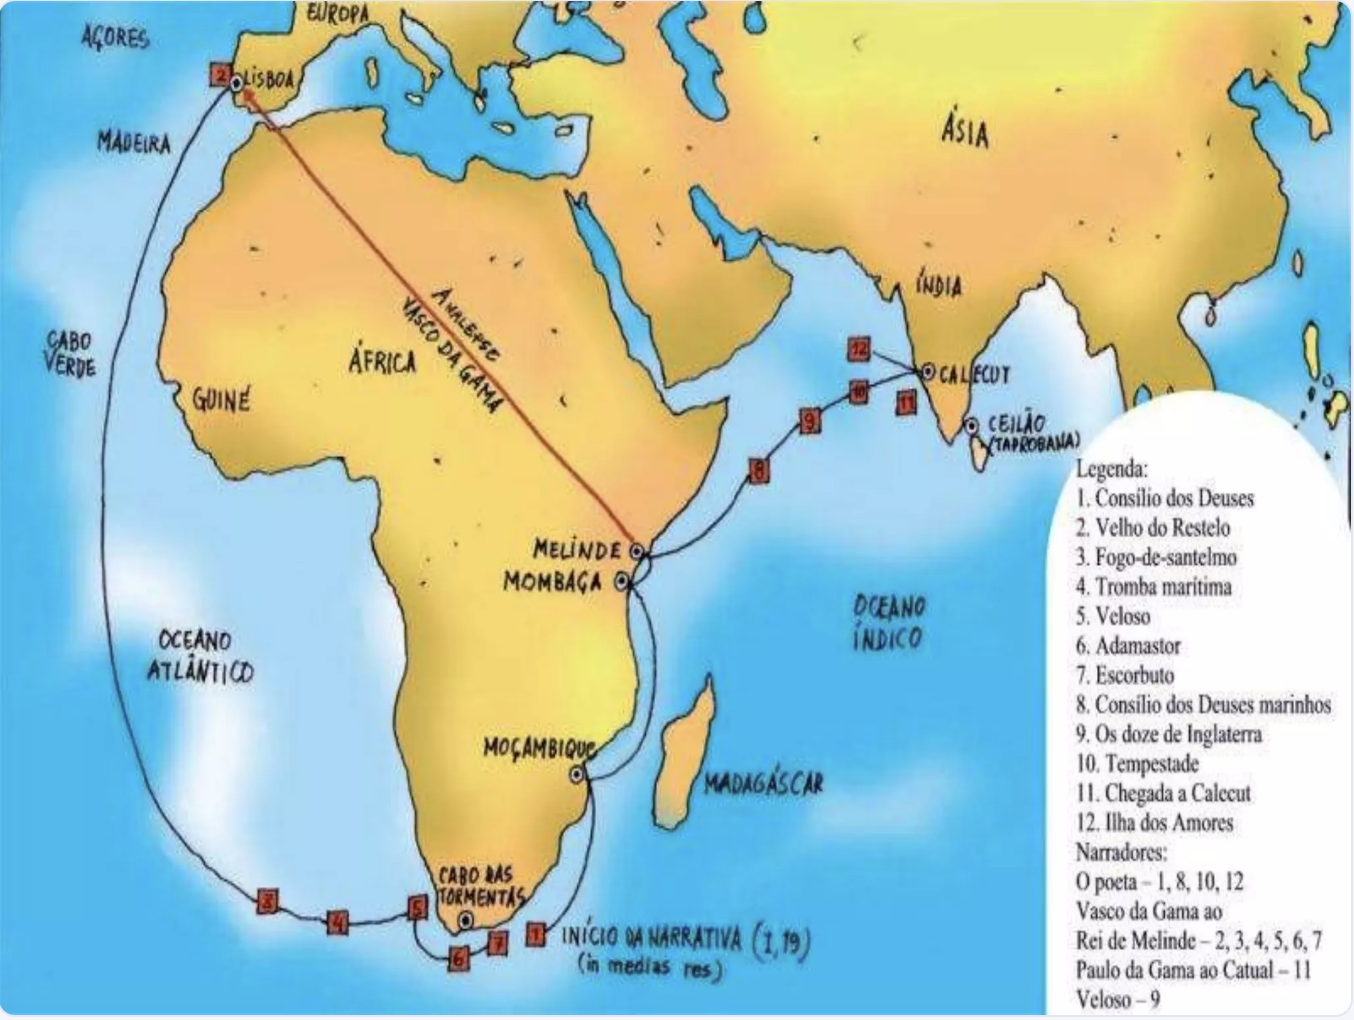 EUROPA
AÇORES
2
LISBOA
MADEIRA
ÁSIA
ÍNDIA
CABO
VERDE
ANALEPSE
VASCO DA GAMA
ÁFRICA
GUINÉ
12
CALECUT
10
11
9
CEILÃO
(TAPROBANA)
8
MELINDE
MOMBAÇA
OCEANO
ÍNDICO
OCEANO
ATLÂNTICO
MOÇAMBIQUE
MADAGÁSCAR
CABO DAS
TORMENTAS
3
4
5
6
7
1
INÍCIO DA NARRATIVA (I, 19)
(in medias res)
Legenda:
1. Consílio dos Deuses
2. Velho do Restelo
3. Fogo-de-santelmo
4. Tromba marítima
5. Veloso
6. Adamastor
7. Escorbuto
8. Consílio dos Deuses marinhos
9. Os doze de Inglaterra
10. Tempestade
11. Chegada a Calecut
12. Ilha dos Amores
Narradores:
O poeta – 1, 8, 10, 12
Vasco da Gama ao
Rei de Melinde – 2, 3, 4, 5, 6, 7
Paulo da Gama ao Catual – 11
Veloso – 9